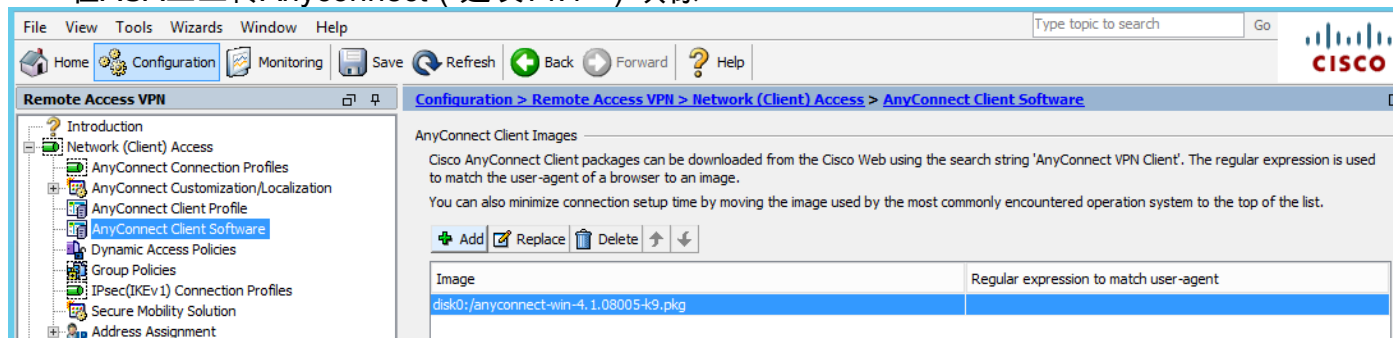 File View Tools Wizards Window Help
Type topic to search Go
Home Configuration Monitoring Save Refresh Back Forward Help
CISCO
Remote Access VPN
Configuration > Remote Access VPN > Network (Client) Access > AnyConnect Client Software
Introduction
Network (Client) Access
AnyConnect Connection Profiles
AnyConnect Customization/Localization
AnyConnect Client Profile
AnyConnect Client Software
Dynamic Access Policies
Group Policies
IPsec(IKEv1) Connection Profiles
Secure Mobility Solution
Address Assignment
AnyConnect Client Images
Cisco AnyConnect Client packages can be downloaded from the Cisco Web using the search string 'AnyConnect VPN Client'. The regular expression is used
to match the user-agent of a browser to an image.
You can also minimize connection setup time by moving the image used by the most commonly encountered operation system to the top of the list.
Add Replace Delete
Image Regular expression to match user-agent
disk0:/anyconnect-win-4.1.08005-k9.pkg